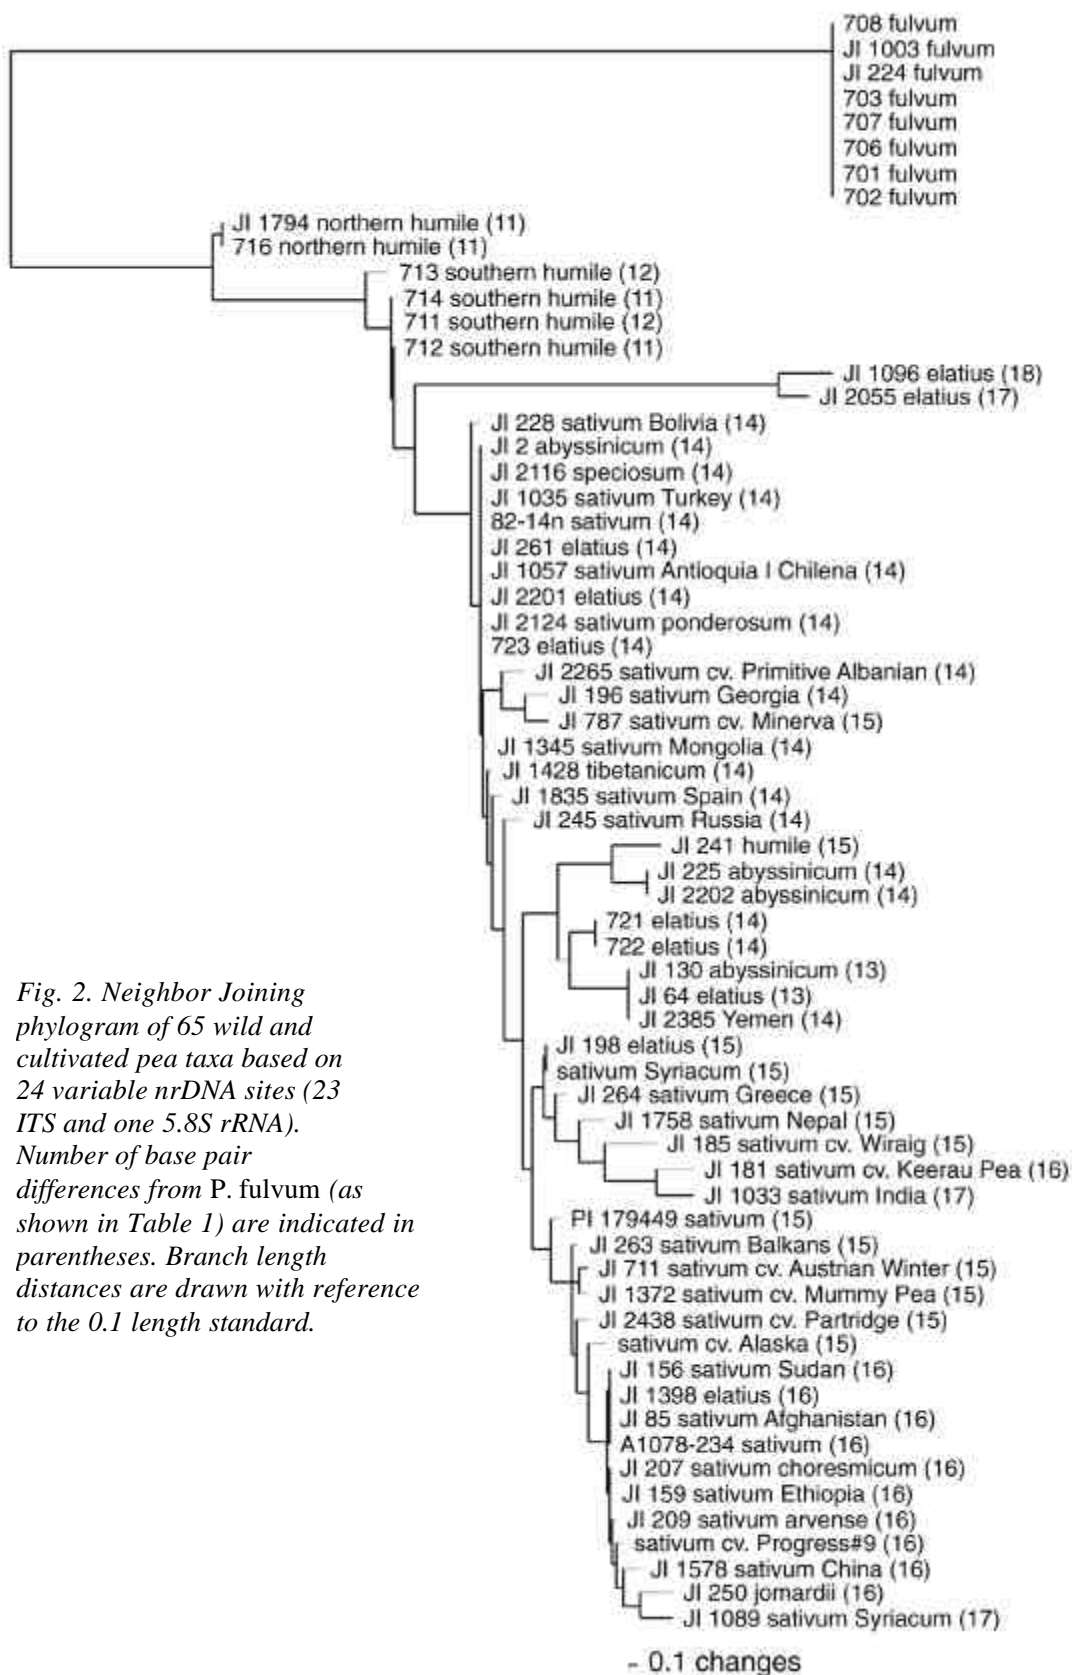 708 fulvum
JI 1003 fulvum
JI 224 fulvum
703 fulvum
707 fulvum
706 fulvum
701 fulvum
702 fulvum
JI 1794 northern humile (11)
716 northern humile (11)
713 southern humile (12)
714 southern humile (11)
711 southern humile (12)
712 southern humile (11)
JI 1096 elatius (18)
JI 2055 elatius (17)
JI 228 sativum Bolivia (14)
JI 2 abyssinicum (14)
JI 2116 speciosum (14)
JI 1035 sativum Turkey (14)
82-14n sativum (14)
JI 261 elatius (14)
JI 1057 sativum Antioquia I Chilena (14)
JI 2201 elatius (14)
JI 2124 sativum ponderosum (14)
723 elatius (14)
JI 2265 sativum cv. Primitive Albanian (14)
JI 196 sativum Georgia (14)
JI 787 sativum cv. Minerva (15)
JI 1345 sativum Mongolia (14)
JI 1428 tibetanicum (14)
JI 1835 sativum Spain (14)
JI 245 sativum Russia (14)
JI 241 humile (15)
JI 225 abyssinicum (14)
JI 2202 abyssinicum (14)
721 elatius (14)
722 elatius (14)
JI 130 abyssinicum (13)
JI 64 elatius (13)
JI 2385 Yemen (14)
JI 198 elatius (15)
sativum Syriacum (15)
JI 264 sativum Greece (15)
JI 1758 sativum Nepal (15)
JI 185 sativum cv. Wiraig (15)
JI 181 sativum cv. Keerau Pea (16)
JI 1033 sativum India (17)
PI 179449 sativum (15)
JI 263 sativum Balkans (15)
JI 711 sativum cv. Austrian Winter (15)
JI 1372 sativum cv. Mummy Pea (15)
JI 2438 sativum cv. Partridge (15)
sativum cv. Alaska (15)
JI 156 sativum Sudan (16)
JI 1398 elatius (16)
JI 85 sativum Afghanistan (16)
A1078-234 sativum (16)
JI 207 sativum choresmicum (16)
JI 159 sativum Ethiopia (16)
JI 209 sativum arvense (16)
sativum cv. Progress#9 (16)
JI 1578 sativum China (16)
JI 250 jomardii (16)
JI 1089 sativum Syriacum (17)
0.1 changes
Fig. 2. Neighbor Joining
phylogram of 65 wild and
cultivated pea taxa based on
24 variable nrDNA sites (23
ITS and one 5.8S rRNA).
Number of base pair
differences from P. fulvum (as
shown in Table 1) are indicated in
parentheses. Branch length
distances are drawn with reference
to the 0.1 length standard.